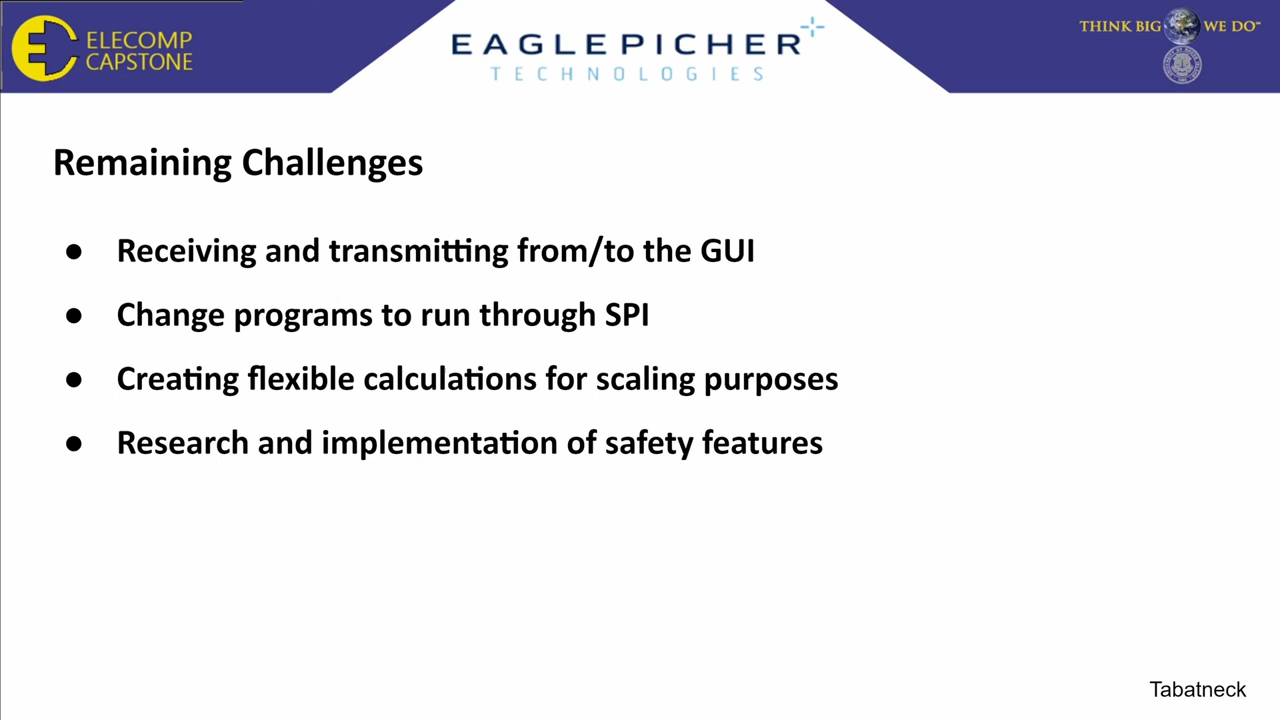 ELECOMP
CAPSTONE
EAGLEPICHER
TECHNOLOGIES
THINK BIG WE DO™
Remaining Challenges
● Receiving and transmitting from/to the GUI
● Change programs to run through SPI
● Creating flexible calculations for scaling purposes
● Research and implementation of safety features
Tabatneck